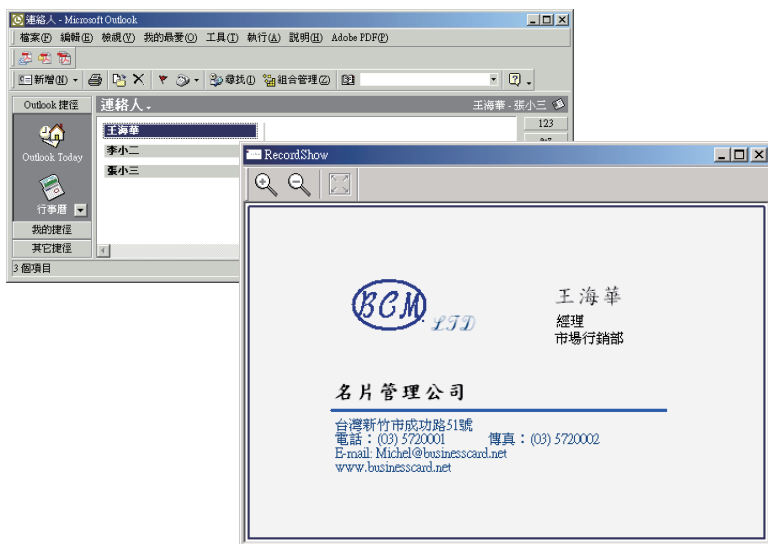 連絡人 - Microsoft Outlook
檔案(F) 編輯(E) 檢視(V) 我的最愛(O) 工具(T) 執行(A) 說明(H) Adobe PDF(P)
新增(N) 尋找(I) 組合管理(Z)
Outlook 捷徑
Outlook Today
行事曆
我的捷徑
其它捷徑
3 個項目
連絡人
王海華 - 張小三
王海華
李小二
張小三
123
RecordShow
BCM.LTD
王海華
經理
市場行銷部
名片管理公司
台灣新竹市成功路51號
電話：(03) 5720001 傳真：(03) 5720002
E-mail: Michel@businesscard.net
www.businesscard.net